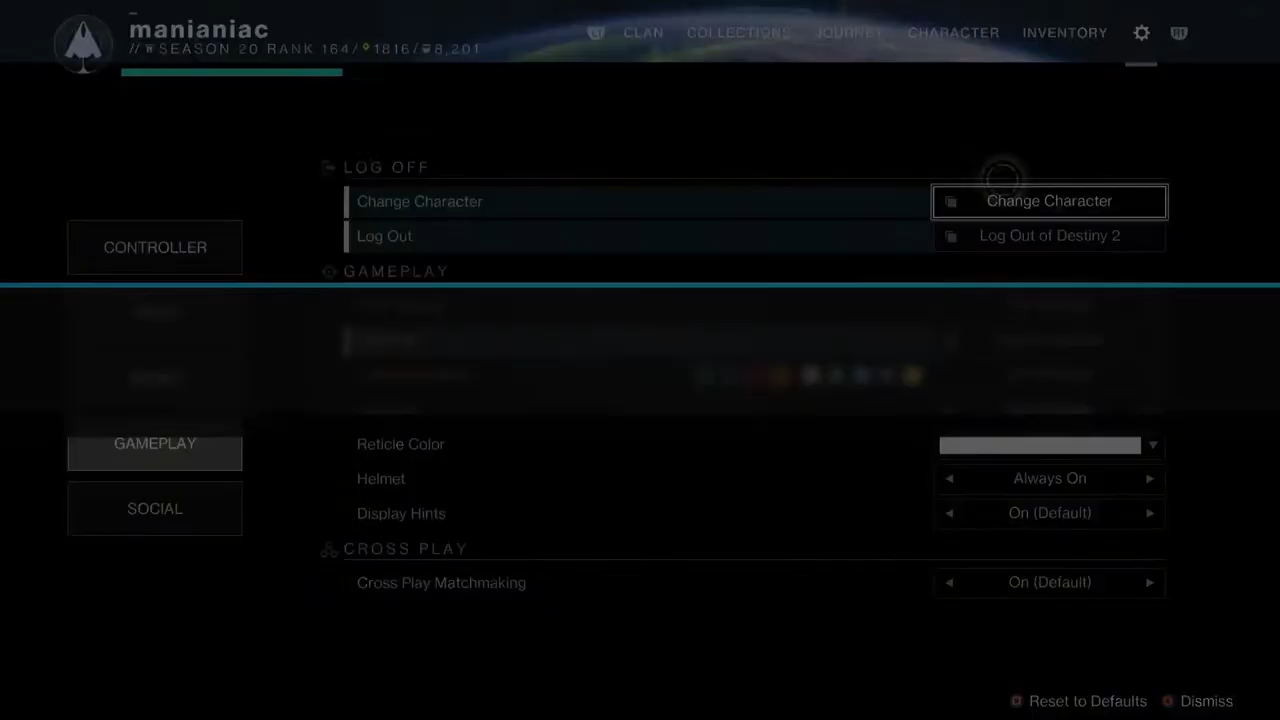 manianiac
// SEASON 20 RANK 164/ 1816/ 8,201
CLAN COLLECTIONS JOURNEY CHARACTER INVENTORY
LOG OFF
Change Character Change Character
Log Out Log Out of Destiny 2
CONTROLLER
GAMEPLAY
GAMEPLAY
Reticle Color
Helmet Always On
SOCIAL
Display Hints On (Default)
CROSS PLAY
Cross Play Matchmaking On (Default)
Reset to Defaults Dismiss